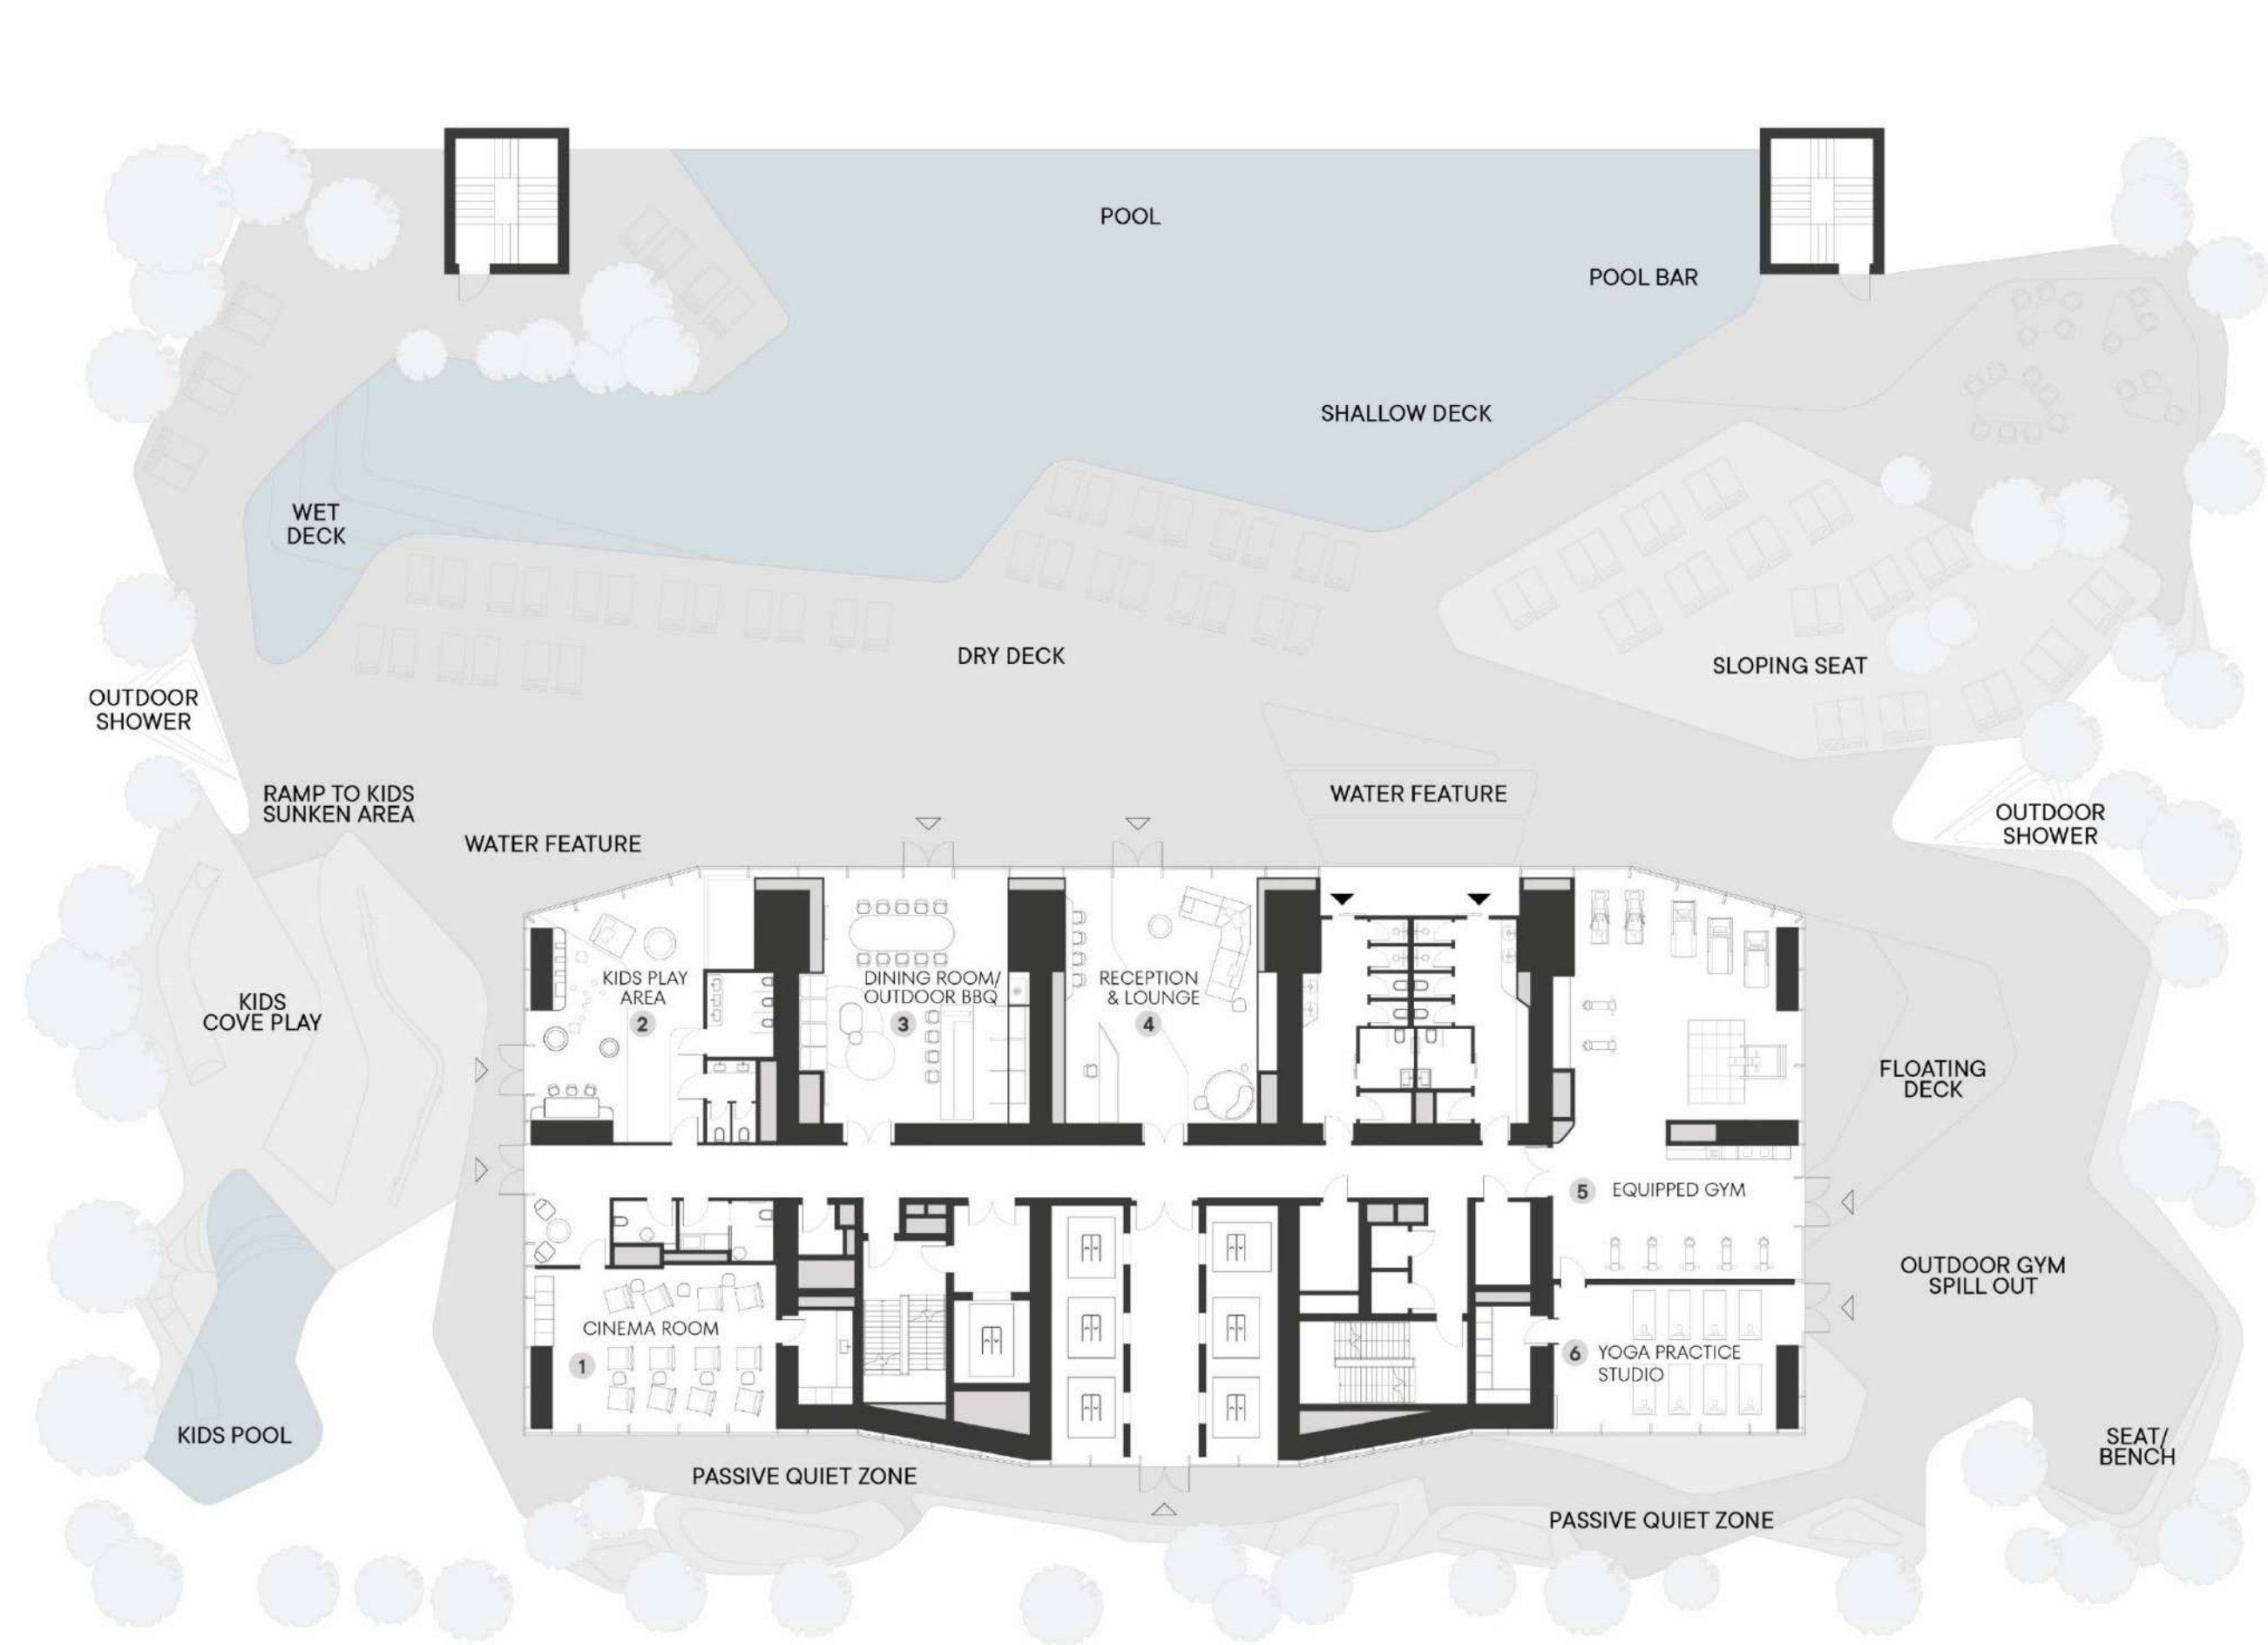 POOL
POOL BAR
SHALLOW DECK
WET
DECK
DRY DECK
SLOPING SEAT
OUTDOOR
SHOWER
RAMP TO KIDS
SUNKEN AREA
WATER FEATURE
WATER FEATURE
OUTDOOR
SHOWER
KIDS
COVE PLAY
KIDS PLAY
AREA
2
DINING ROOM/
OUTDOOR BBQ
3
RECEPTION
& LOUNGE
4
FLOATING
DECK
5 EQUIPPED GYM
OUTDOOR GYM
SPILL OUT
CINEMA ROOM
1
6 YOGA PRACTICE
STUDIO
KIDS POOL
SEAT/
BENCH
PASSIVE QUIET ZONE
PASSIVE QUIET ZONE